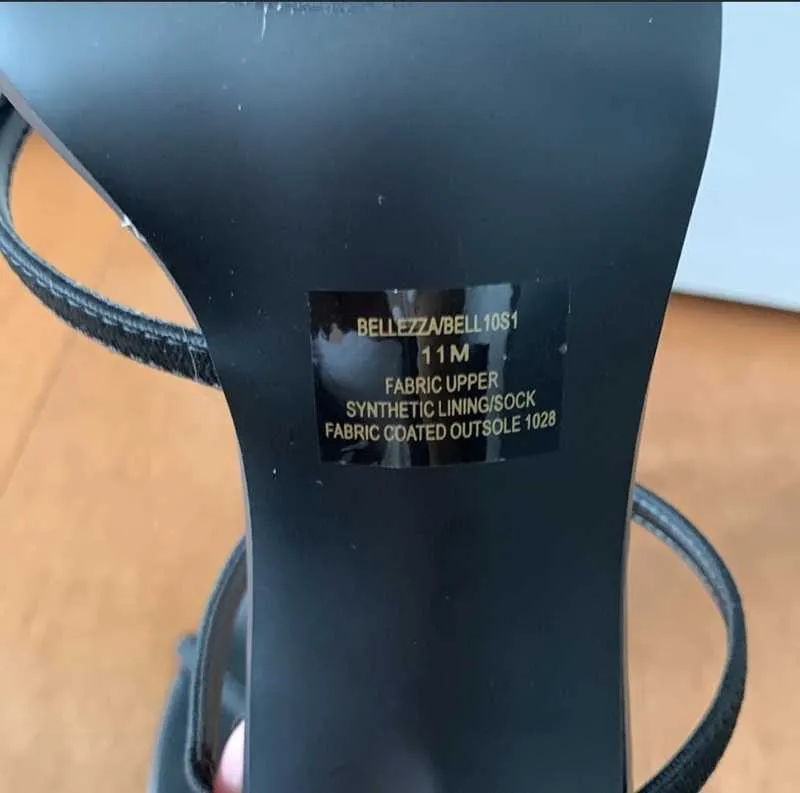 BELLEZZA/BELL10S1
11M
FABRIC UPPER
SYNTHETIC LINING/SOCK
FABRIC COATED OUTSOLE 1028